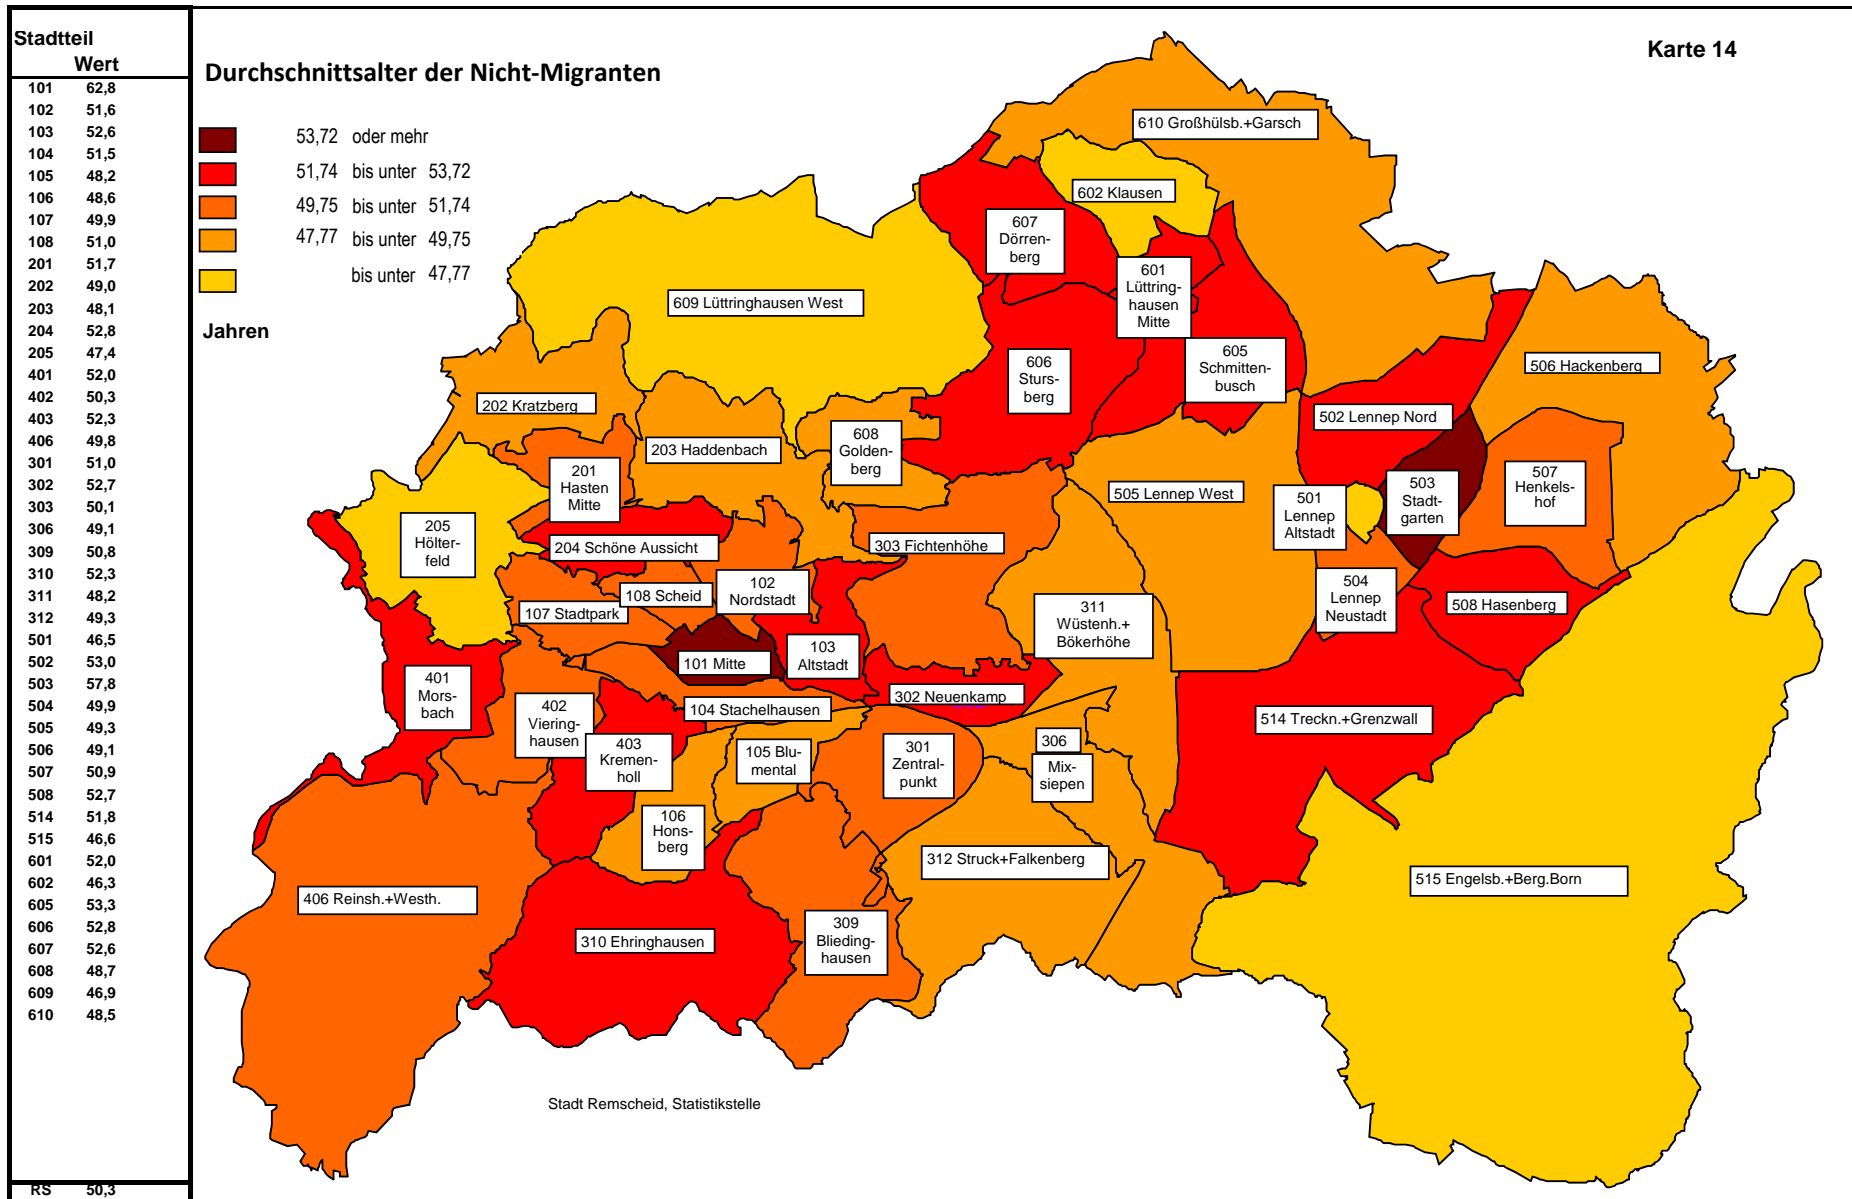 Stadtteil
Wert
101 62,8
102 51,6
103 52,6
104 51,5
105 48,2
106 48,6
107 49,9
108 51,0
201 51,7
202 49,0
203 48,1
204 52,8
205 47,4
401 52,0
402 50,3
403 52,3
406 49,8
301 51,0
302 52,7
303 50,1
306 49,1
309 50,8
310 52,3
311 48,2
312 49,3
501 46,5
502 53,0
503 57,8
504 49,9
505 49,3
506 49,1
507 50,9
508 52,7
514 51,8
515 46,6
601 52,0
602 46,3
605 53,3
606 52,8
607 52,6
608 48,7
609 46,9
610 48,5
RS 50,3
Karte 14
Durchschnittsalter der Nicht-Migranten
53,72 oder mehr
51,74 bis unter 53,72
49,75 bis unter 51,74
47,77 bis unter 49,75
bis unter 47,77
Jahren
610 Großhülsb.+Garsch
602 Klausen
607
Dörren-
berg
601
Lüttring-
hausen
Mitte
609 Lüttringhausen West
606
Sturs-
berg
605
Schmitten-
busch
506 Hackenberg
202 Kratzberg
502 Lennep Nord
203 Haddenbach
608
Golden-
berg
201
Hasten
Mitte
505 Lennep West
501
Lennep
Altstadt
503
Stadt-
garten
507
Henkels-
hof
205
Hölter-
feld
204 Schöne Aussicht
303 Fichtenhöhe
102
Nordstadt
108 Scheid
107 Stadtpark
504
Lennep
Neustadt
508 Hasenberg
311
Wüstenh.+
Bökerhöhe
101 Mitte
103
Altstadt
401
Mors-
bach
302 Neuenkamp
402
Viering-
hausen
104 Stachelhausen
514 Treckn.+Grenzwall
403
Kremen-
holl
105 Blu-
mental
301
Zentral-
punkt
306
Mix-
siepen
106
Hons-
berg
312 Struck+Falkenberg
515 Engelsb.+Berg.Born
406 Reinsh.+Westh.
310 Ehringhausen
309
Blieding-
hausen
Stadt Remscheid, Statistikstelle